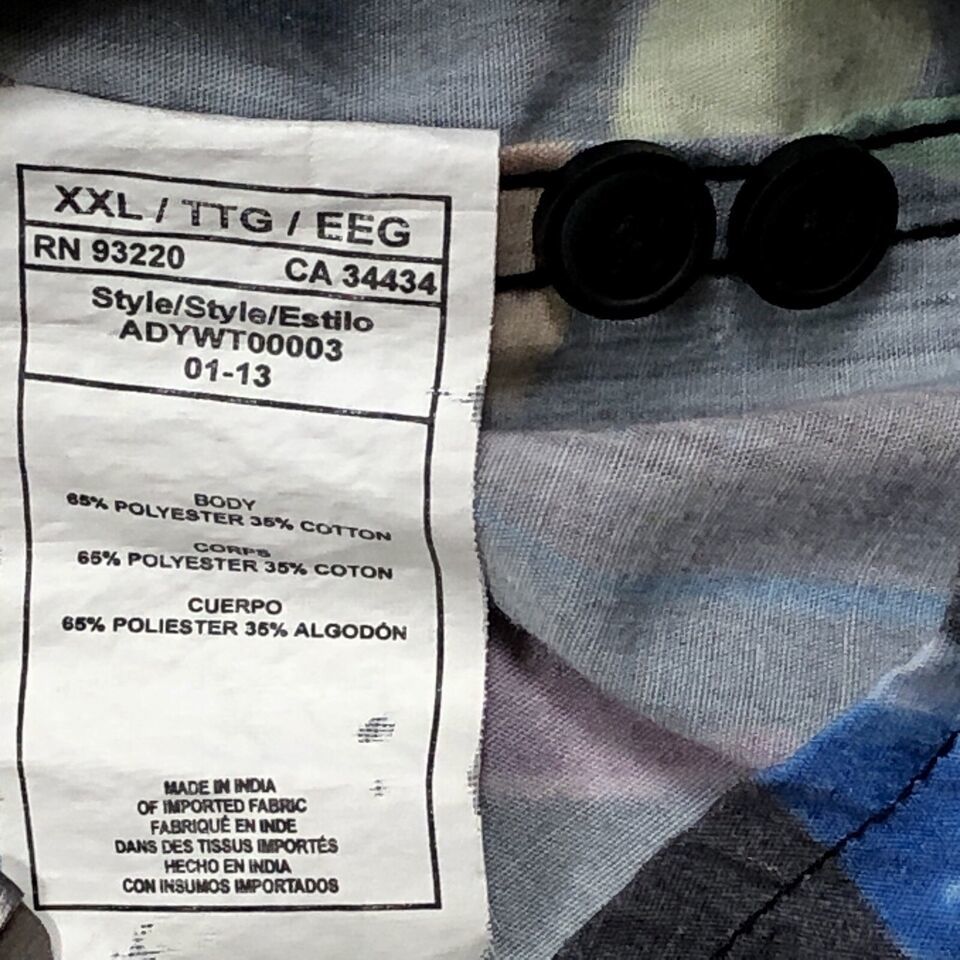 XXL / TTG / EEG
RN 93220 CA 34434
Style/Style/Estilo
ADYWT00003
01-13
BODY
65% POLYESTER 35% COTTON
CORPS
65% POLYESTER 35% COTON
CUERPO
65% POLIESTER 35% ALGODÓN
MADE IN INDIA
OF IMPORTED FABRIC
FABRIQUÉ EN INDE
DANS DES TISSUS IMPORTÉS
HECHO EN INDIA
CON INSUMOS IMPORTADOS